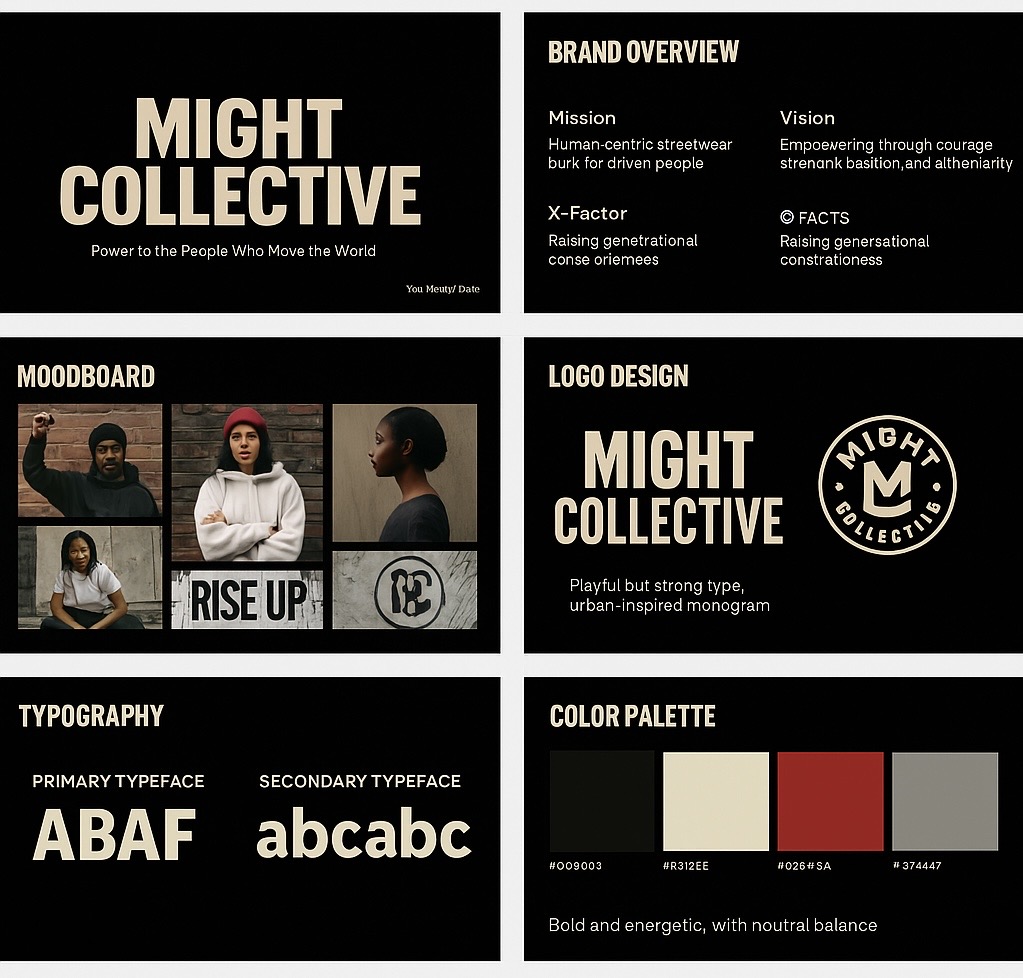 MIGHT
COLLECTIVE
Power to the People Who Move the World
You Meuty/ Date
BRAND OVERVIEW
Mission
Human-centric streetwear
burk for driven people
Vision
Empoewering through courage
strenqnk basition,and altheniarity
X-Factor
Raising genetrational
conse oriemees
© FACTS
Raising genersational
constrationess
MOODBOARD
RISE UP
LOGO DESIGN
MIGHT
COLLECTIVE
MIGHT
M
COLLECTIIG
Playful but strong type,
urban-inspired monogram
TYPOGRAPHY
PRIMARY TYPEFACE
ABAF
SECONDARY TYPEFACE
abcabc
COLOR PALETTE
#OO9003
#R312EE
#026#SA
#374447
Bold and energetic, with noutral balance